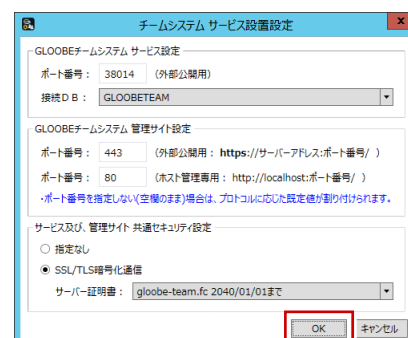 チームシステム サービス設置設定
x
GLOOBEチームシステム サービス設定
ポート番号： 38014 （外部公開用）
接続ＤＢ： GLOOBETEAM
GLOOBEチームシステム 管理サイト設定
ポート番号： 443 （外部公開用： https://サーバーアドレス:ポート番号/ ）
ポート番号： 80 （ホスト管理専用： http://localhost:ポート番号/ ）
・ポート番号を指定しない(空欄のまま)場合は、プロトコルに応じた既定値が割り付けられます。
サービス及び、管理サイト 共通セキュリティ設定
指定なし
SSL/TLS暗号化通信
サーバー証明書： gloobe-team.fc 2040/01/01まで
OK キャンセル